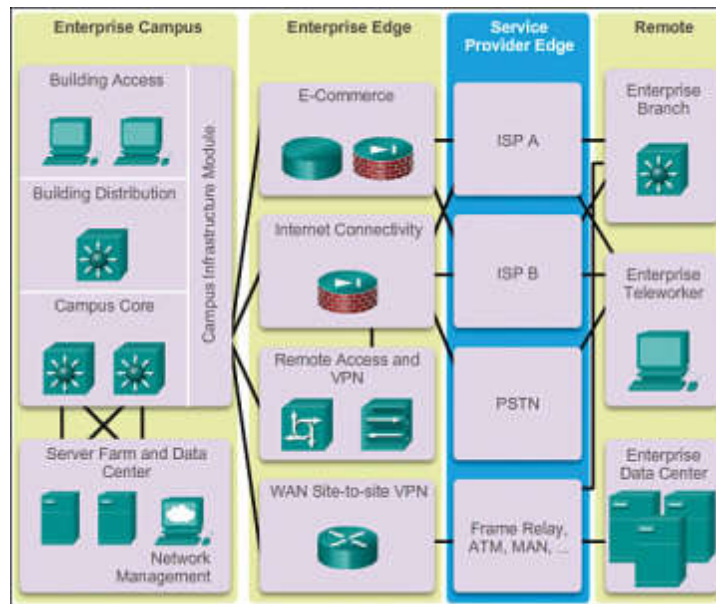 Enterprise Campus
Building Access
Building Distribution
Campus Core
Campus Infrastructure Module
Server Farm and Data
Center
Network
Management
Enterprise Edge
E-Commerce
Internet Connectivity
Remote Access and
VPN
WAN Site-to-site VPN
Service
Provider Edge
ISP A
ISP B
PSTN
Frame Relay,
ATM, MAN, ...
Remote
Enterprise
Branch
Enterprise
Teleworker
Enterprise
Data Center